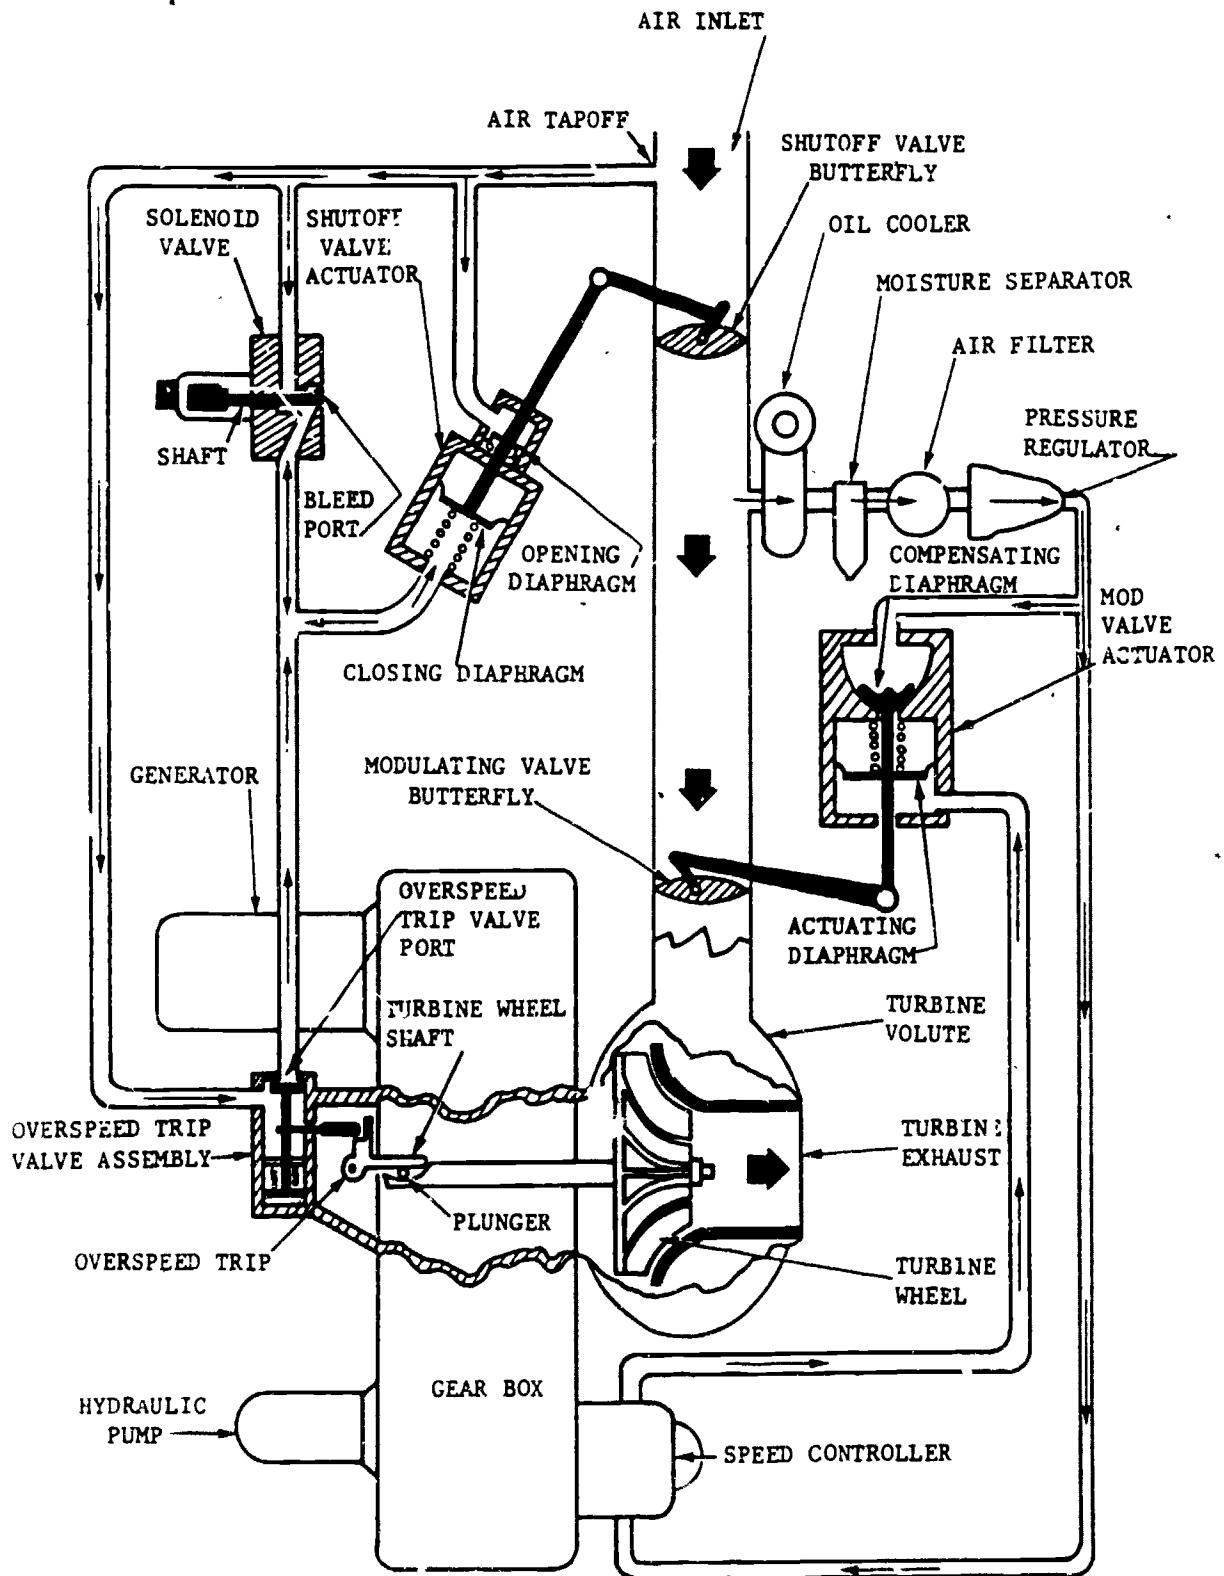 AIR INLET
AIR TAPOFF
SHUTOFF VALVE
BUTTERFLY
SOLENOID
VALVE
SHUTOFF
VALVE
ACTUATOR
OIL COOLER
MOISTURE SEPARATOR
AIR FILTER
PRESSURE
REGULATOR
SHAFT
BLEED
PORT
OPENING
DIAPHRAGM
COMPENSATING
DIAPHRAGM
MOD
VALVE
ACTUATOR
CLOSING DIAPHRAGM
GENERATOR
MODULATING VALVE
BUTTERFLY
OVERSPEED
TRIP VALVE
PORT
ACTUATING
DIAPHRAGM
TURBINE WHEEL
SHAFT
TURBINE
VOLUTE
OVERSPEED TRIP
VALVE ASSEMBLY
TURBINE
EXHAUST
PLUNGER
OVERSPEED TRIP
TURBINE
WHEEL
GEAR BOX
HYDRAULIC
PUMP
SPEED CONTROLLER